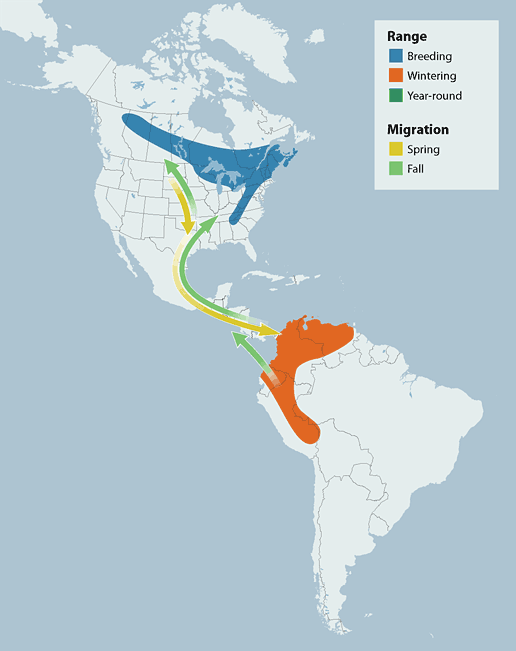 Range
Breeding
Wintering
Year-round
Migration
Spring
Fall